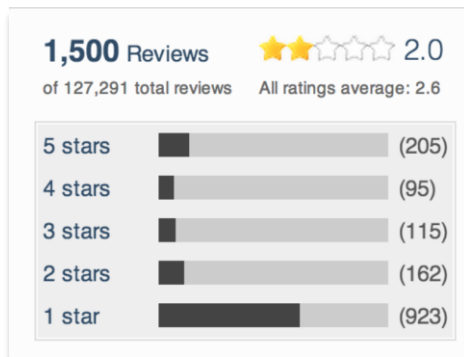 1,500 Reviews 2.0
of 127,291 total reviews All ratings average: 2.6
5 stars (205)
4 stars (95)
3 stars (115)
2 stars (162)
1 star (923)